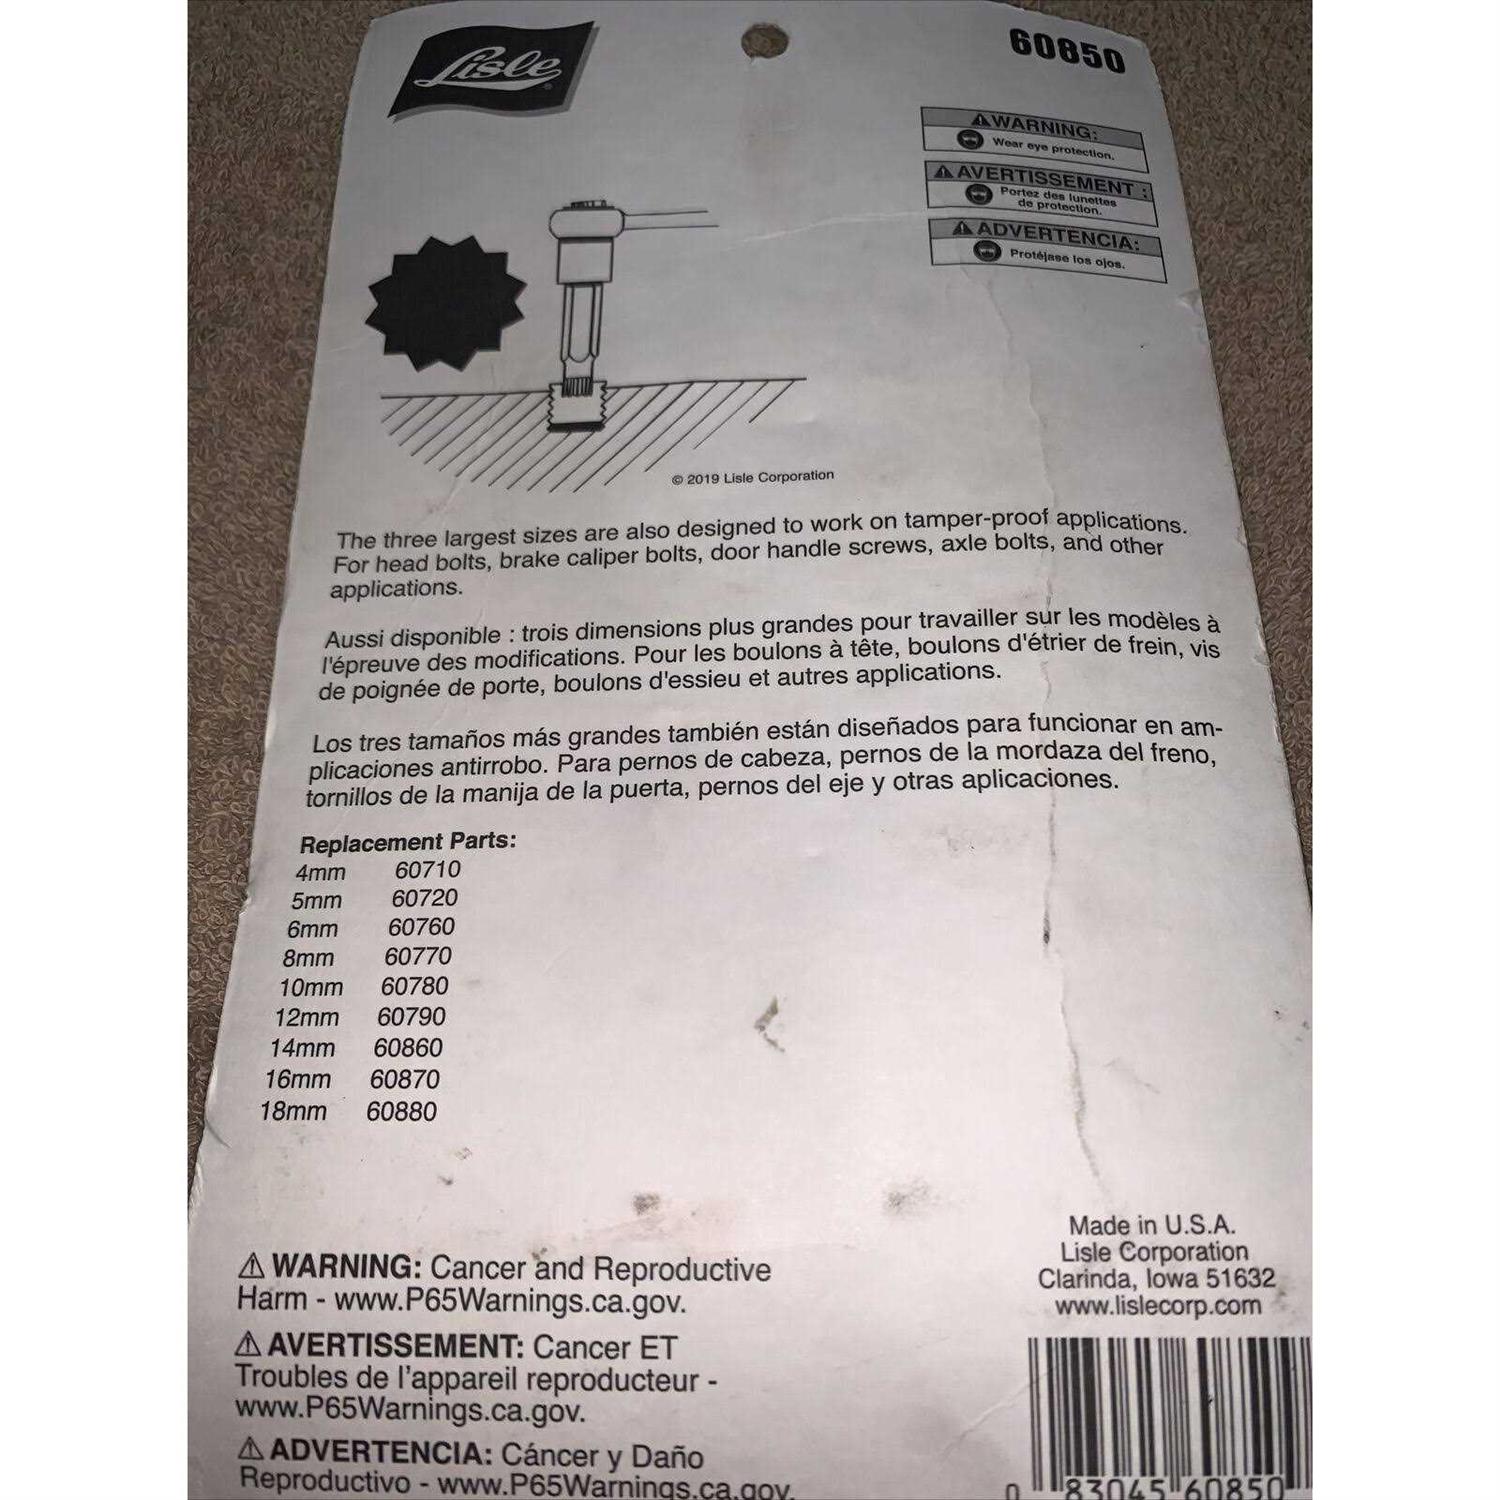 Lisle
60850
WARNING:
Wear eye protection.
AVERTISSEMENT :
Portez des lunettes
de protection.
ADVERTENCIA:
Protéjase los ojos.
© 2019 Lisle Corporation
The three largest sizes are also designed to work on tamper-proof applications.
For head bolts, brake caliper bolts, door handle screws, axle bolts, and other
applications.
Aussi disponible : trois dimensions plus grandes pour travailler sur les modèles à
l'épreuve des modifications. Pour les boulons à tête, boulons d'étrier de frein, vis
de poignée de porte, boulons d'essieu et autres applications.
Los tres tamaños más grandes también están diseñados para funcionar en am-
plicaciones antirrobo. Para pernos de cabeza, pernos de la mordaza del freno,
tornillos de la manija de la puerta, pernos del eje y otras aplicaciones.
Replacement Parts:
4mm 60710
5mm 60720
6mm 60760
8mm 60770
10mm 60780
12mm 60790
14mm 60860
16mm 60870
18mm 60880
WARNING: Cancer and Reproductive
Harm - www.P65Warnings.ca.gov.
AVERTISSEMENT: Cancer ET
Troubles de l'appareil reproducteur -
www.P65Warnings.ca.gov.
ADVERTENCIA: Cáncer y Daño
Reproductivo - www.P65Warnings.ca.gov.
Made in U.S.A.
Lisle Corporation
Clarinda, Iowa 51632
www.lislecorp.com
0 83045 60850